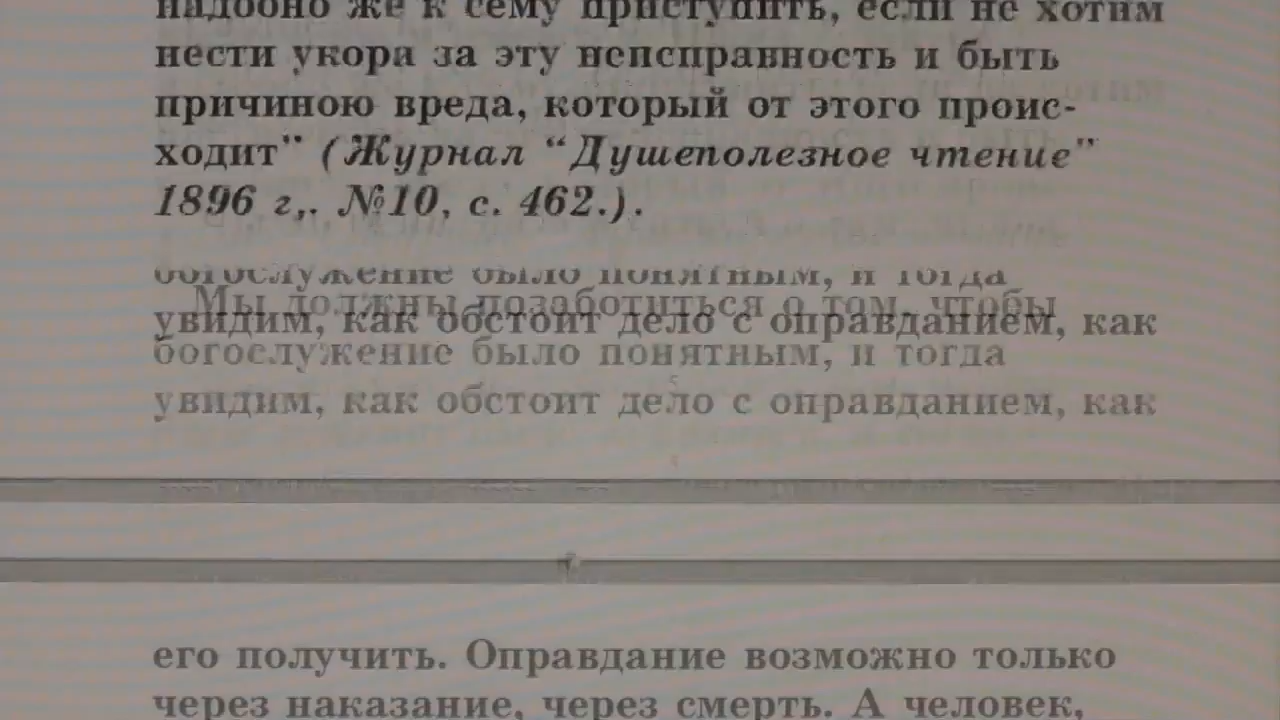 надобно же к сему приступить, если не хотим
нести укора за эту неисправность и быть
причиною вреда, который от этого проис-
ходит" (Журнал “Душеполезное чтение"
1896 г,. №10, с. 462.).
богослужение было понятным, и тогда
Мы должны позаботиться о том, чтобы
увидим, как обстоит дело с оправданием, как
богослужение было понятным, и тогда
увидим, как обстоит дело с оправданием, как
его получить. Оправдание возможно только
через наказание, через смерть. А человек,